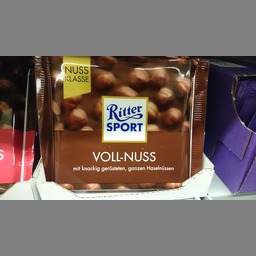 NUSS
KLASSE
Ritter
SPORT
VOLL-NUSS
mit knackig gerösteten, ganzen Haselnüssen
S